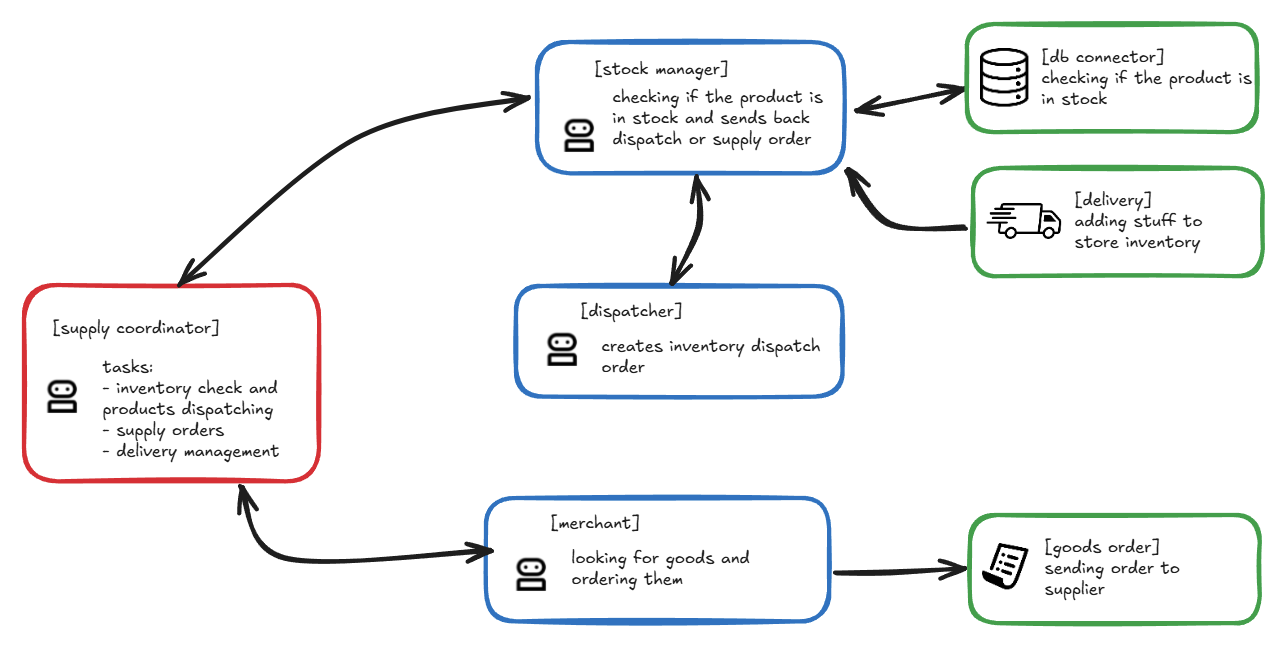 [stock manager]
checking if the product is
in stock and sends back
dispatch or supply order
[db connector]
checking if the product is
in stock
[delivery]
adding stuff to
store inventory
[supply coordinator]
tasks:
- inventory check and
products dispatching
- supply orders
- delivery management
[dispatcher]
creates inventory dispatch
order
[merchant]
looking for goods and
ordering them
[goods order]
sending order to
supplier